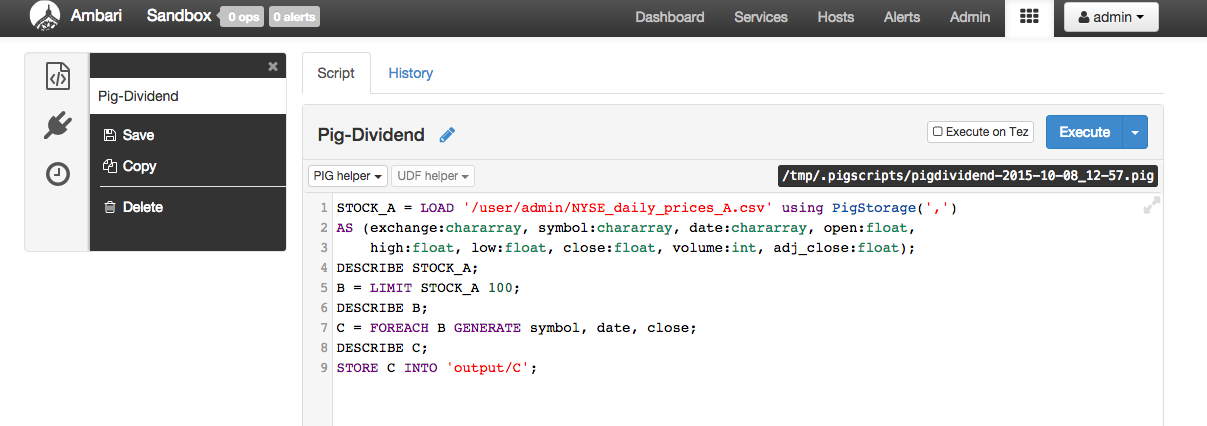 Ambari Sandbox 0 ops 0 alerts Dashboard Services Hosts Alerts Admin admin
Pig-Dividend
Save
Copy
Delete
Script History
Pig-Dividend Execute on Tez Execute
PIG helper UDF helper /tmp/.pigscripts/pigdividend-2015-10-08_12-57.pig
1 STOCK_A = LOAD '/user/admin/NYSE_daily_prices_A.csv' using PigStorage(',')
2 AS (exchange:chararray, symbol:chararray, date:chararray, open:float,
3 high:float, low:float, close:float, volume:int, adj_close:float);
4 DESCRIBE STOCK_A;
5 B = LIMIT STOCK_A 100;
6 DESCRIBE B;
7 C = FOREACH B GENERATE symbol, date, close;
8 DESCRIBE C;
9 STORE C INTO 'output/C';